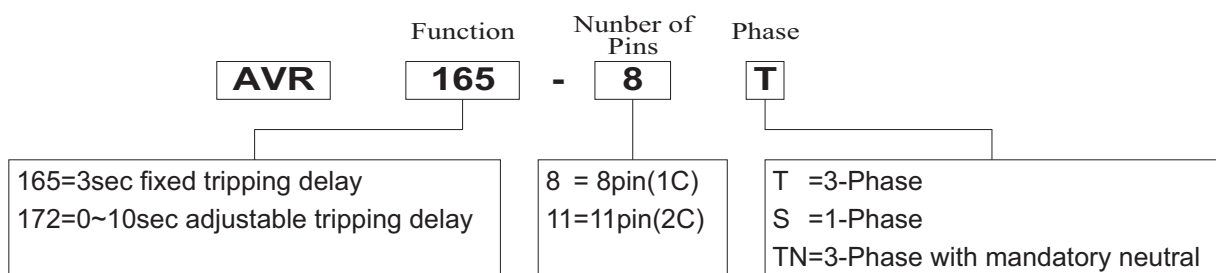 Function
Nunber of
Pins
Phase
AVR 165 - 8 T
165=3sec fixed tripping delay
172=0~10sec adjustable tripping delay
8 = 8pin(1C)
11=11pin(2C)
T =3-Phase
S =1-Phase
TN=3-Phase with mandatory neutral